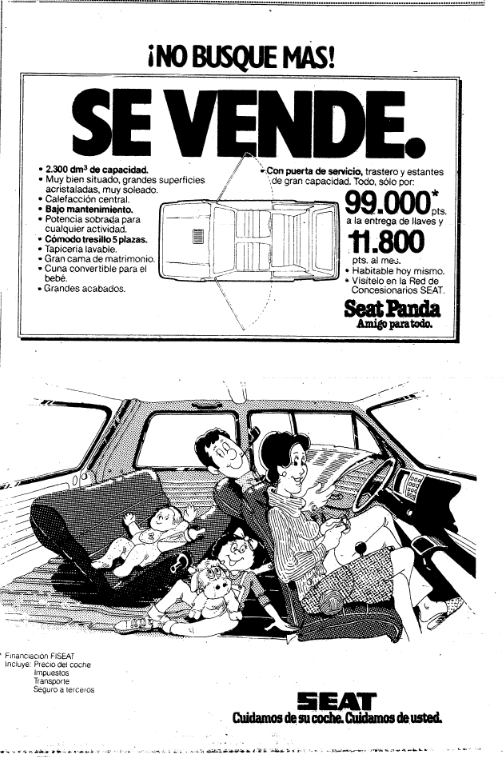 ¡NO BUSQUE MAS!
SE VENDE.
• 2.300 dm³ de capacidad.
• Muy bien situado, grandes superficies
acristaladas, muy soleado.
• Calefacción central.
• Bajo mantenimiento.
• Potencia sobrada para
cualquier actividad.
• Cómodo tresillo 5 plazas.
• Tapicería lavable.
• Gran cama de matrimonio.
• Cuna convertible para el
bebé.
• Grandes acabados.
• Con puerta de servicio, trastero y estantes
de gran capacidad. Todo, sólo por:
99.000* pts.
a la entrega de llaves y
11.800
pts. al mes.
• Habitable hoy mismo.
• Visítelo en la Red de
Concesionarios SEAT.
Seat Panda
Amigo para todo.
* Financiación FISEAT
Incluye: Precio del coche
Impuestos
Transporte
Seguro a terceros
SEAT
Cuidamos de su coche. Cuidamos de usted.